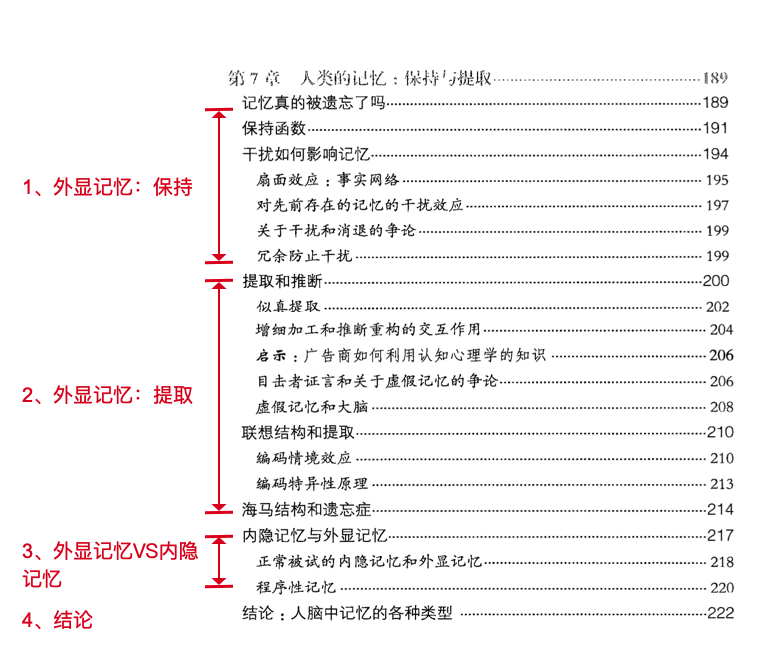 第 7 章 人类的记忆：保持与提取 189
记忆真的被遗忘了吗 189
保持函数 191
干扰如何影响记忆 194
扇面效应：事实网络 195
对先前存在的记忆的干扰效应 197
关于干扰和消退的争论 199
冗余防止干扰 199
1、外显记忆：保持
提取和推断 200
似真提取 202
增细加工和推断重构的交互作用 204
启示：广告商如何利用认知心理学的知识 206
目击者证言和关于虚假记忆的争论 206
虚假记忆和大脑 208
联想结构和提取 210
编码情境效应 210
编码特异性原理 213
海马结构和遗忘症 214
2、外显记忆：提取
内隐记忆与外显记忆 217
正常被试的内隐记忆和外显记忆 218
程序性记忆 220
3、外显记忆VS内隐
记忆
结论：人脑中记忆的各种类型 222
4、结论